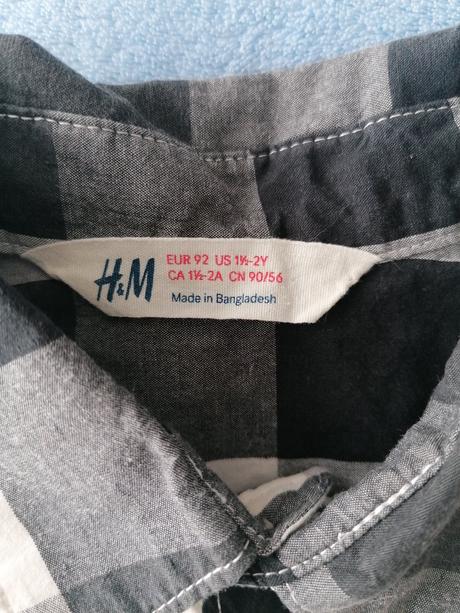 H&M
EUR 92 US 1½-2Y
CA 1½-2A CN 90/56
Made in Bangladesh